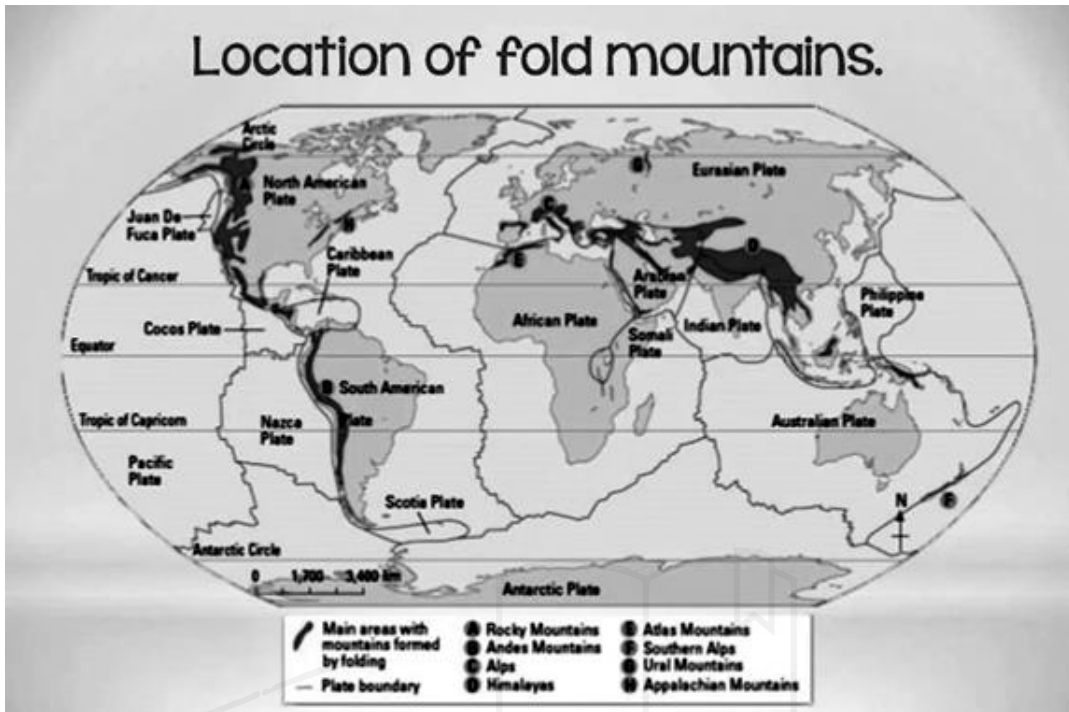 Location of fold mountains.
Arctic
Circle
G
Eurasian Plate
A
North American
Plate
C
Juan De
Fuca Plate
H
D
Caribbean
Plate
E
Tropic of Cancer
Arabian
Plate
Philippine
Plate
Cocos Plate
African Plate
Indian Plate
Somali
Plate
Equator
B South American
Plate
Tropic of Capricorn
Nazca
Plate
Australian Plate
Pacific
Plate
Scotia Plate
N
F
Antarctic Circle
0 1,700 3,400 km
Antarctic Plate
Main areas with
mountains formed
by folding
Plate boundary
A Rocky Mountains
B Andes Mountains
C Alps
D Himalayas
E Atlas Mountains
F Southern Alps
G Ural Mountains
H Appalachian Mountains